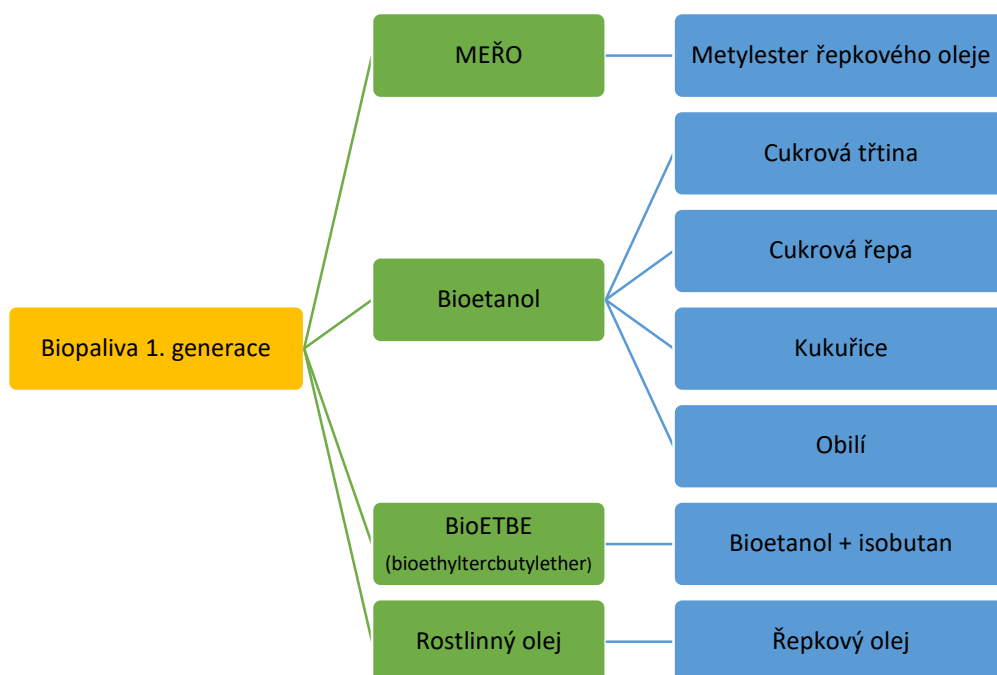 Biopaliva 1. generace
MEŘO
Metylester řepkového oleje
Bioetanol
Cukrová třtina
Cukrová řepa
Kukuřice
Obilí
BioETBE
(bioethyltercbutylether)
Bioetanol + isobutan
Rostlinný olej
Řepkový olej